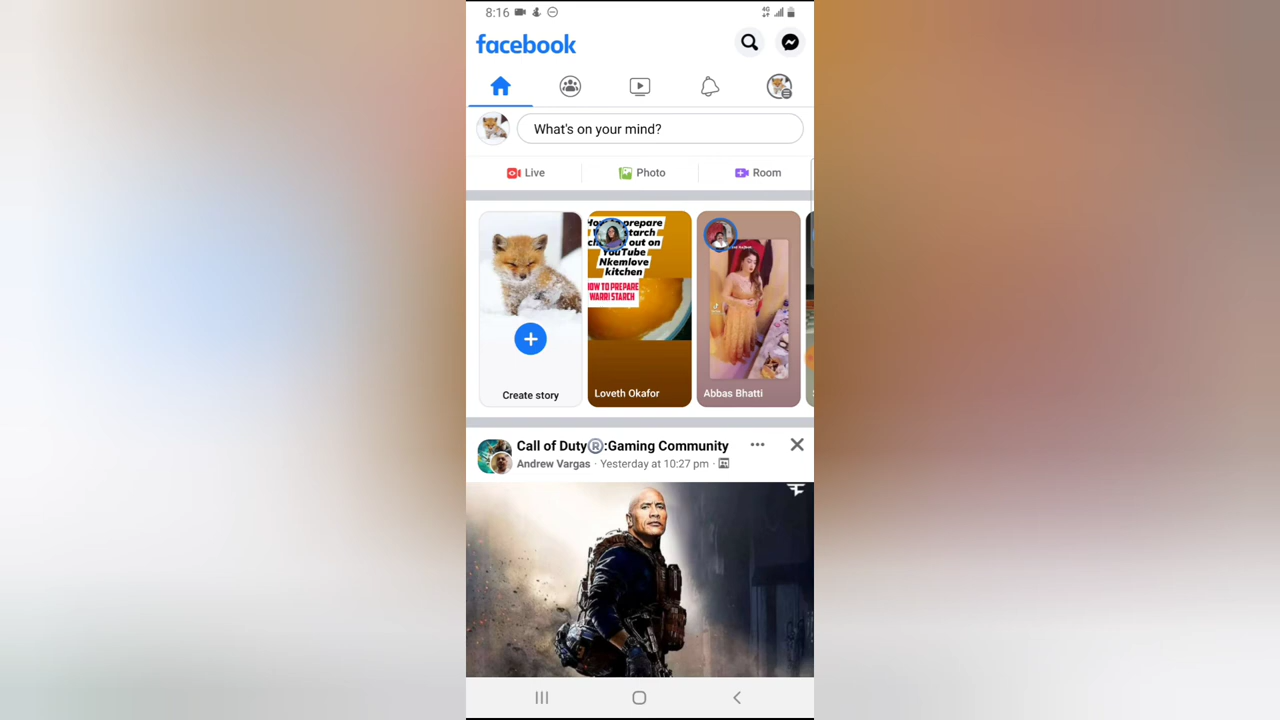 8:16
4G
facebook
What's on your mind?
Live
Photo
Room
prepare
starch
out on
YouTube
Nkemlove
kitchen
HOW TO PREPARE
WARRI STARCH
Create story
Loveth Okafor
Abbas Bhatti
Call of Duty®:Gaming Community
Andrew Vargas · Yesterday at 10:27 pm ·